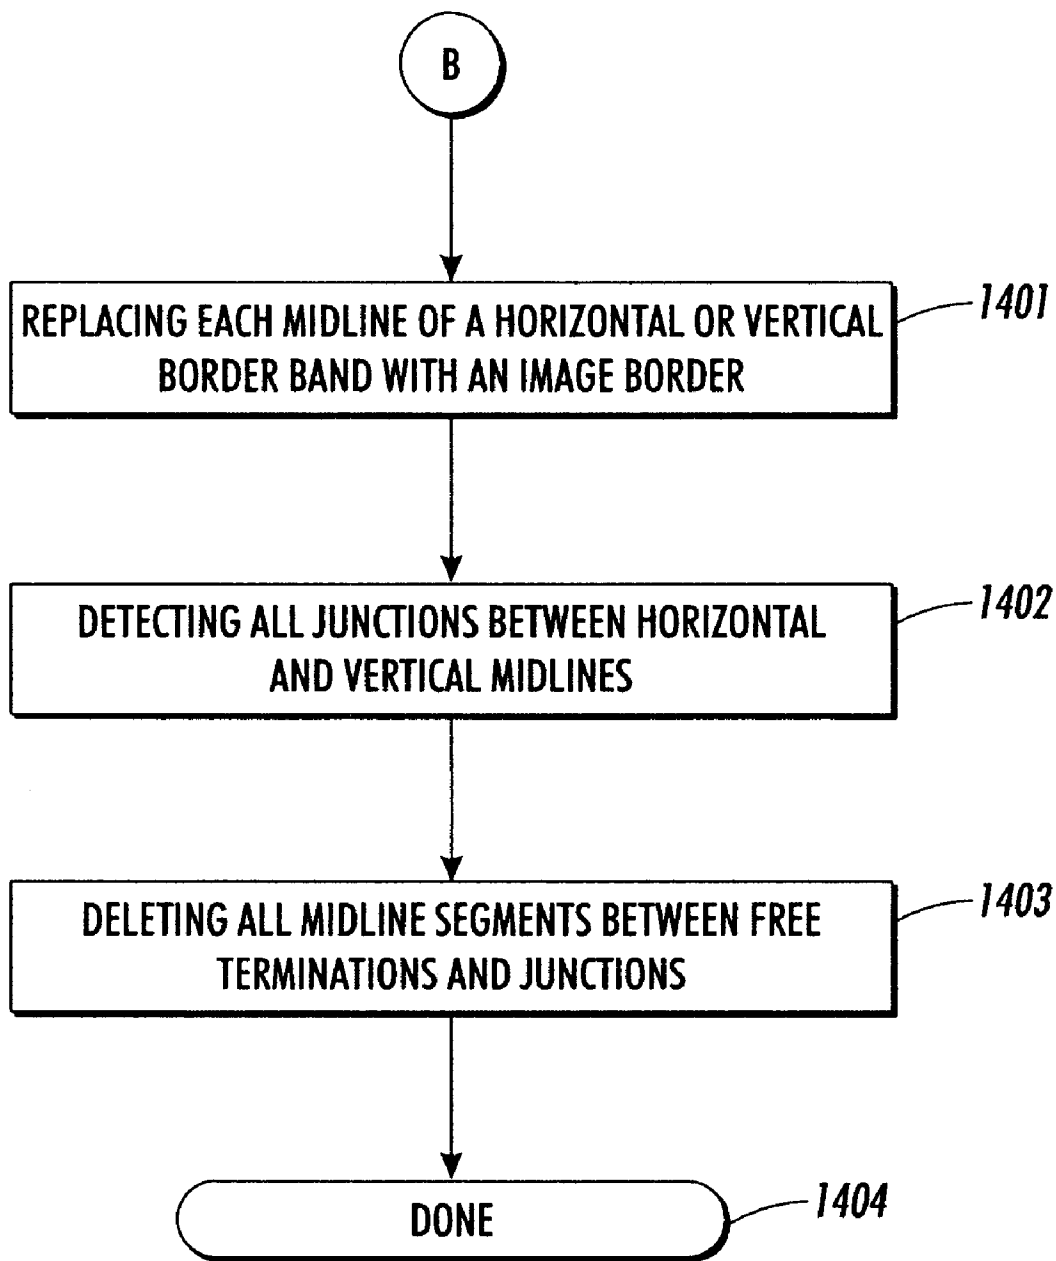 B
REPLACING EACH MIDLINE OF A HORIZONTAL OR VERTICAL
BORDER BAND WITH AN IMAGE BORDER
1401
DETECTING ALL JUNCTIONS BETWEEN HORIZONTAL
AND VERTICAL MIDLINES
1402
DELETING ALL MIDLINE SEGMENTS BETWEEN FREE
TERMINATIONS AND JUNCTIONS
1403
DONE
1404